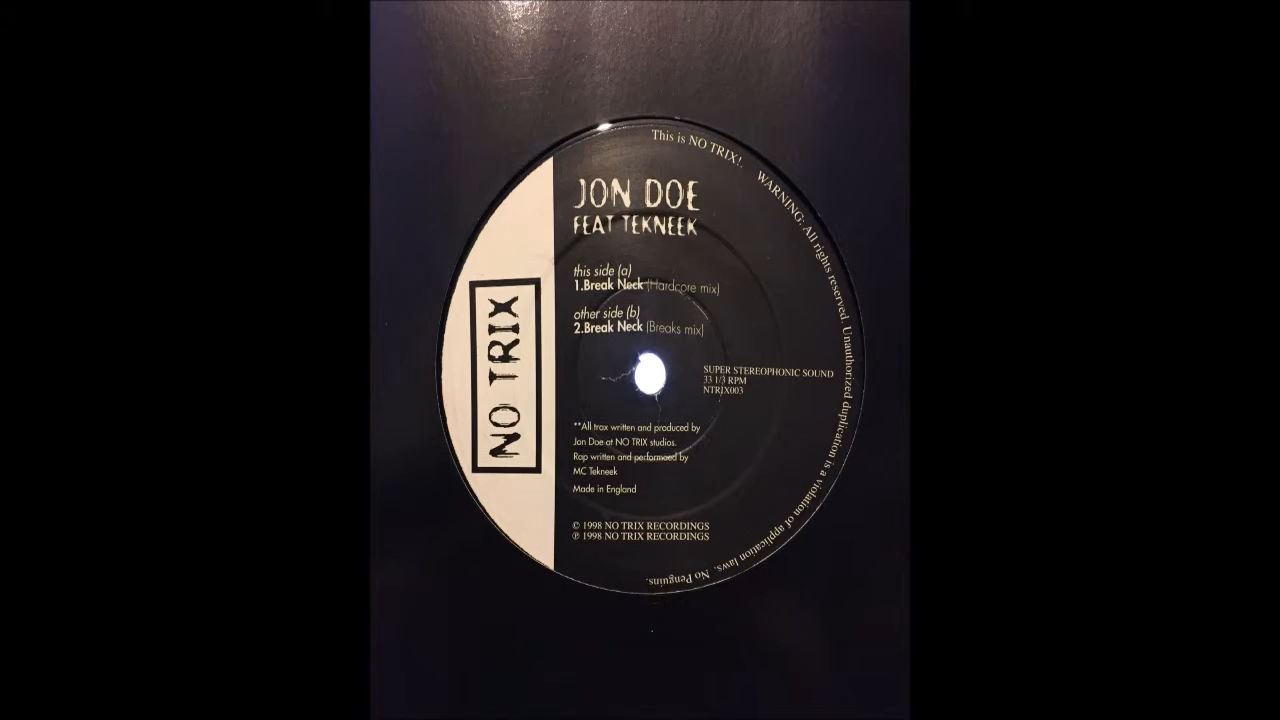 This is NO TRIX!. WARNING: All rights reserved. Unauthorized duplication is a violation of application laws. No Penguins.
JON DOE
FEAT TEKNEEK
this side (a)
1.Break Neck (Hardcore mix)
other side (b)
2.Break Neck (Breaks mix)
NO TRIX
SUPER STEREOPHONIC SOUND
33 1/3 RPM
NTRIX003
**All trax written and produced by
Jon Doe at NO TRIX studios.
Rap written and performaed by
MC Tekneek
Made in England
© 1998 NO TRIX RECORDINGS
℗ 1998 NO TRIX RECORDINGS